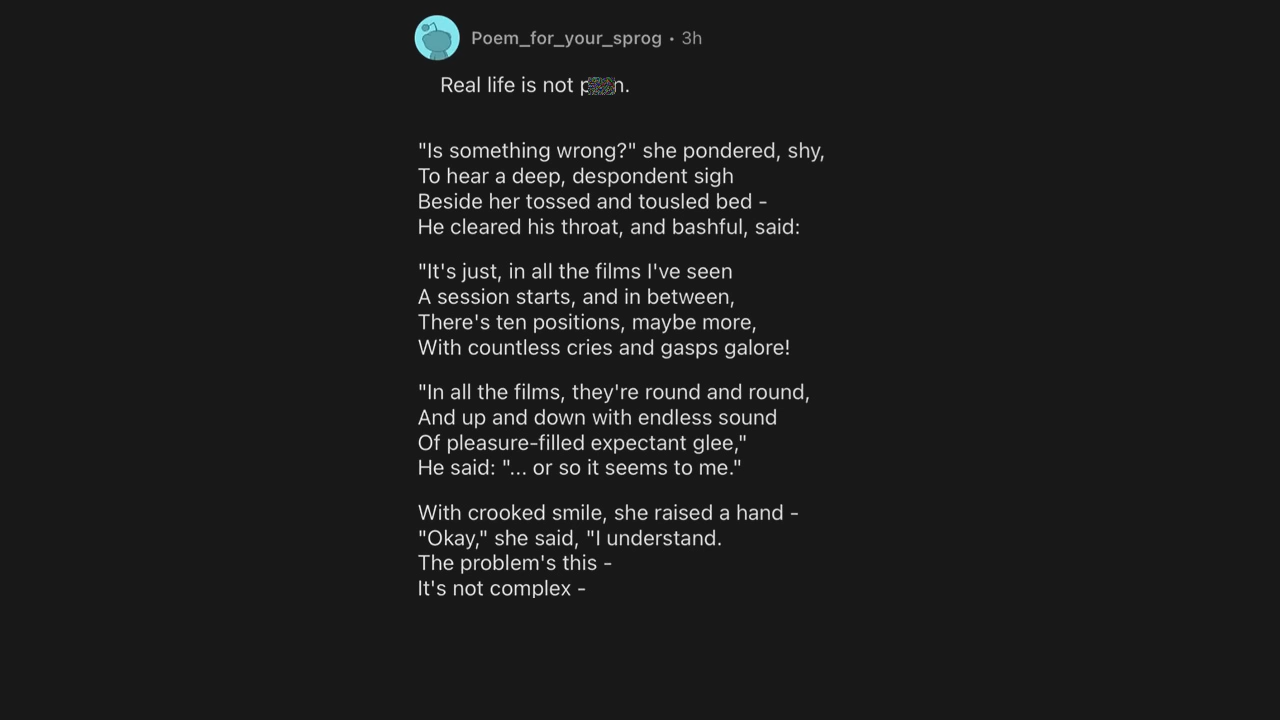 Poem_for_your_sprog • 3h
Real life is not
"Is something wrong?" she pondered, shy,
To hear a deep, despondent sigh
Beside her tossed and tousled bed -
He cleared his throat, and bashful, said:
"It's just, in all the films I've seen
A session starts, and in between,
There's ten positions, maybe more,
With countless cries and gasps galore!
"In all the films, they're round and round,
And up and down with endless sound
Of pleasure-filled expectant glee,"
He said: "... or so it seems to me."
With crooked smile, she raised a hand -
"Okay," she said, "I understand.
The problem's this -
It's not complex -